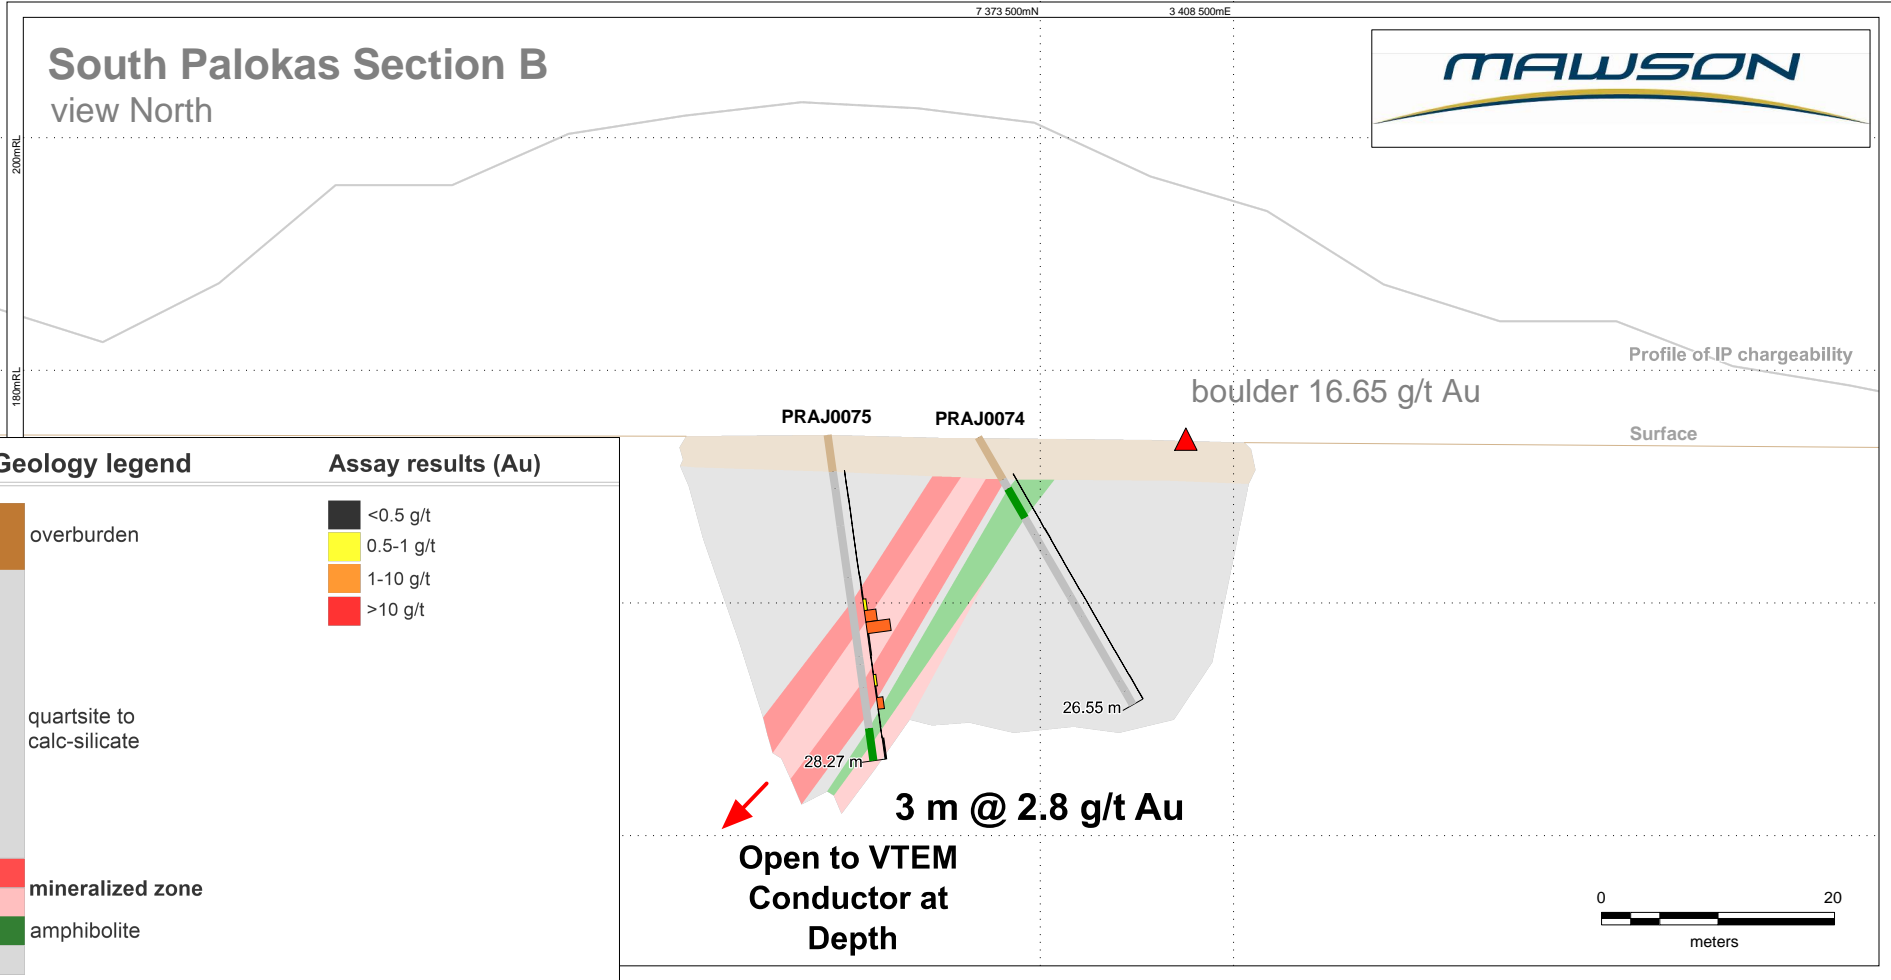 7 373 500mN
3 408 500mE
South Palokas Section B
view North
MAWSON
200mRL
180mRL
Profile of IP chargeability
boulder 16.65 g/t Au
PRAJ0075
PRAJ0074
Surface
Geology legend
Assay results (Au)
<0.5 g/t
0.5-1 g/t
1-10 g/t
>10 g/t
overburden
quartsite to
calc-silicate
mineralized zone
amphibolite
26.55 m
28.27 m
3 m @ 2.8 g/t Au
Open to VTEM
Conductor at
Depth
0
20
meters